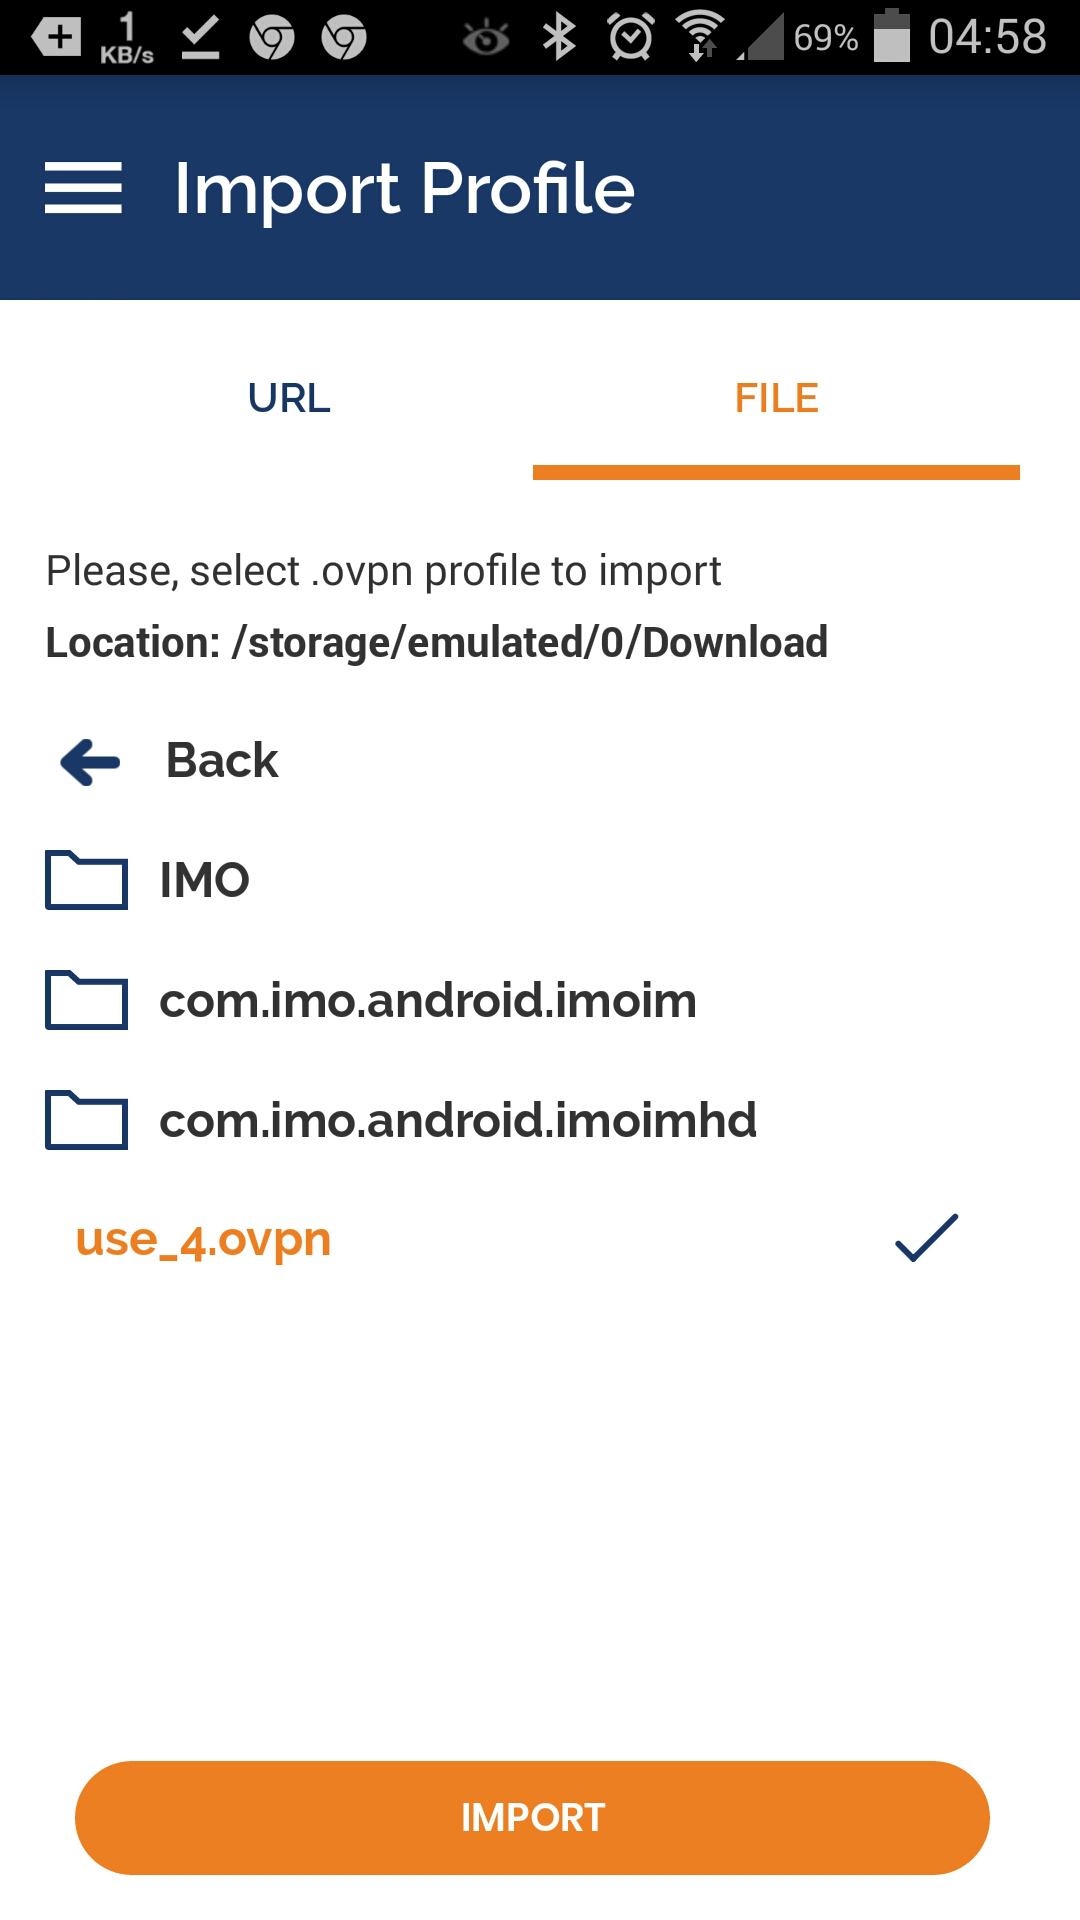 1 KB/s 69% 04:58
Import Profile
URL FILE
Please, select .ovpn profile to import
Location: /storage/emulated/0/Download
Back
IMO
com.imo.android.imoim
com.imo.android.imoimhd
use_4.ovpn
IMPORT